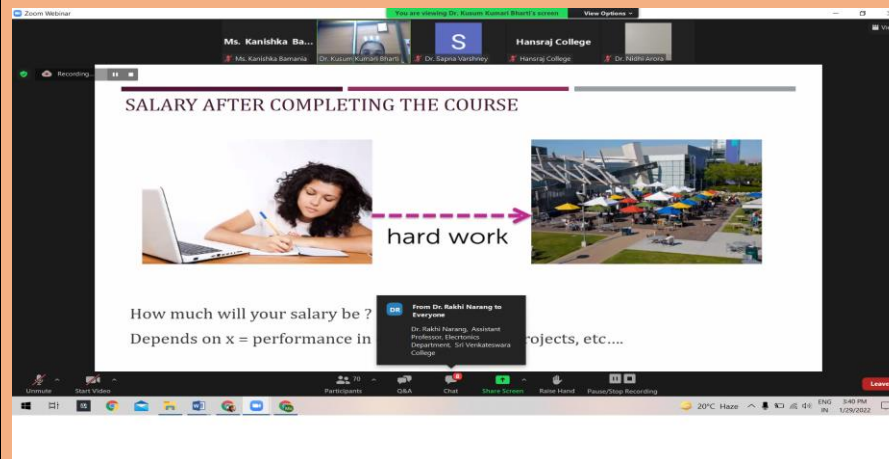 Zoom Webinar
You are viewing Dr. Kusum Kumari Bharti's screen View Options
Ms. Kanishka Ba... S Hansraj College
Ms. Kanishka Bamania Dr. Kusum Kumari Bharti Dr. Sapna Varshney Hansraj College Dr. Nidhi Arora
Recording...
SALARY AFTER COMPLETING THE COURSE
hard work
How much will your salary be ?
Depends on x = performance in
rojects, etc....
DR From Dr. Rakhi Narang to
Everyone
Dr. Rakhi Narang, Assistant
Professor, Electornics
Department, Sri Venkateswara
College
70
Unmute Start Video Participants Q&A Chat Share Screen Raise Hand Pause/Stop Recording Leave
20°C Haze ENG 3:40 PM
IN 1/29/2022